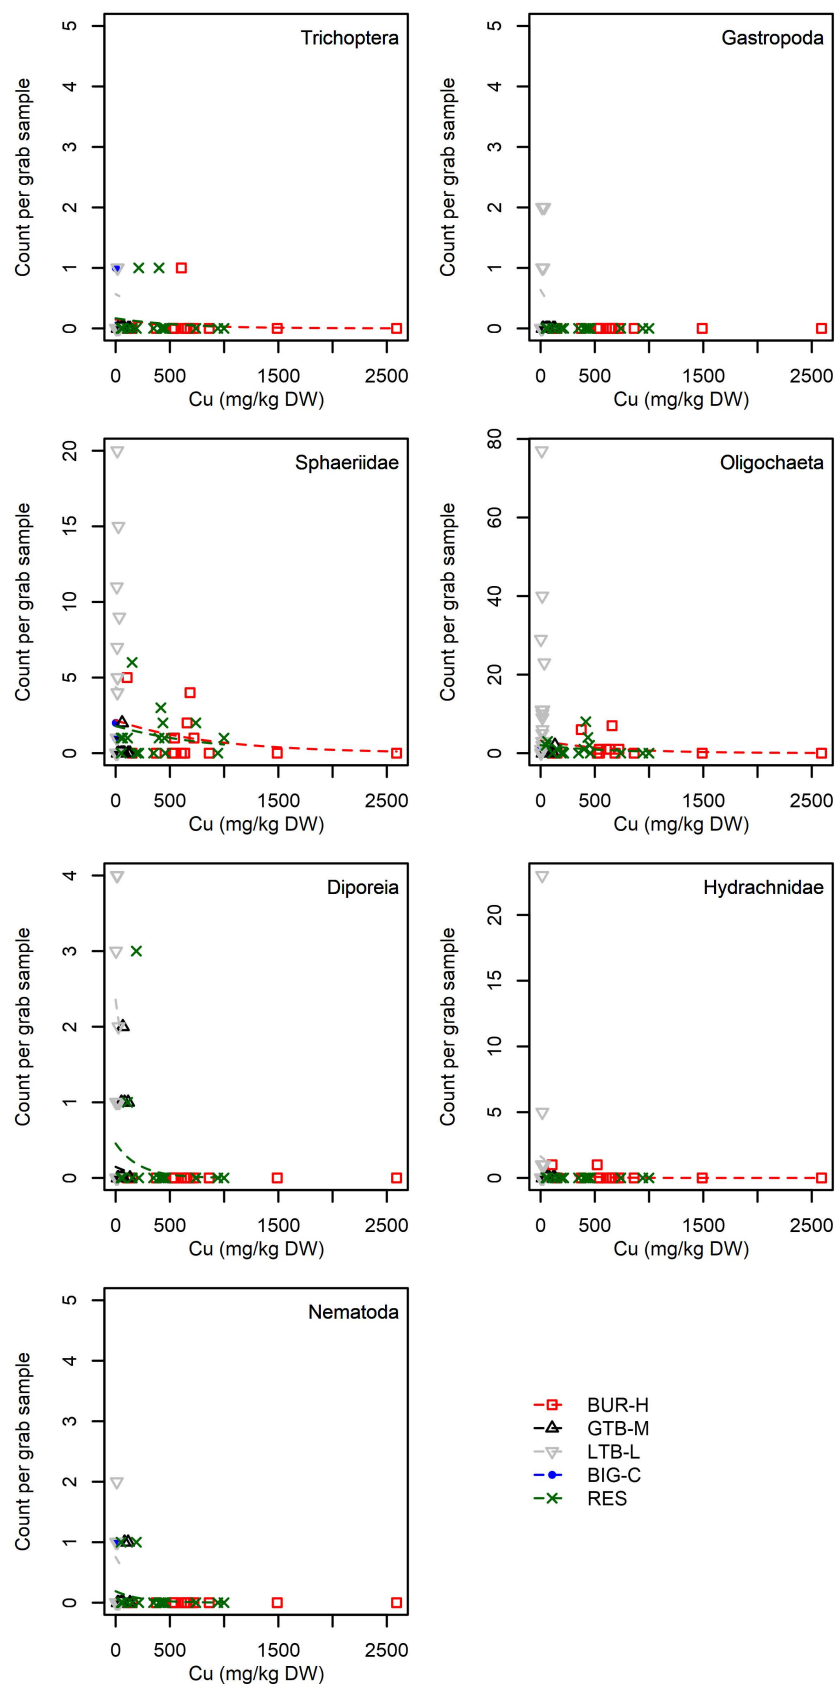 Trichoptera
Count per grab sample
5
4
3
2
1
0
0 500 1500 2500
Cu (mg/kg DW)
Gastropoda
Count per grab sample
5
4
3
2
1
0
0 500 1500 2500
Cu (mg/kg DW)
Sphaeriidae
Count per grab sample
20
15
10
5
0
0 500 1500 2500
Cu (mg/kg DW)
Oligochaeta
Count per grab sample
80
60
40
20
0
0 500 1500 2500
Cu (mg/kg DW)
Diporeia
Count per grab sample
4
3
2
1
0
0 500 1500 2500
Cu (mg/kg DW)
Hydrachnidae
Count per grab sample
20
15
10
5
0
0 500 1500 2500
Cu (mg/kg DW)
Nematoda
Count per grab sample
5
4
3
2
1
0
0 500 1500 2500
Cu (mg/kg DW)
BUR-H
GTB-M
LTB-L
BIG-C
RES